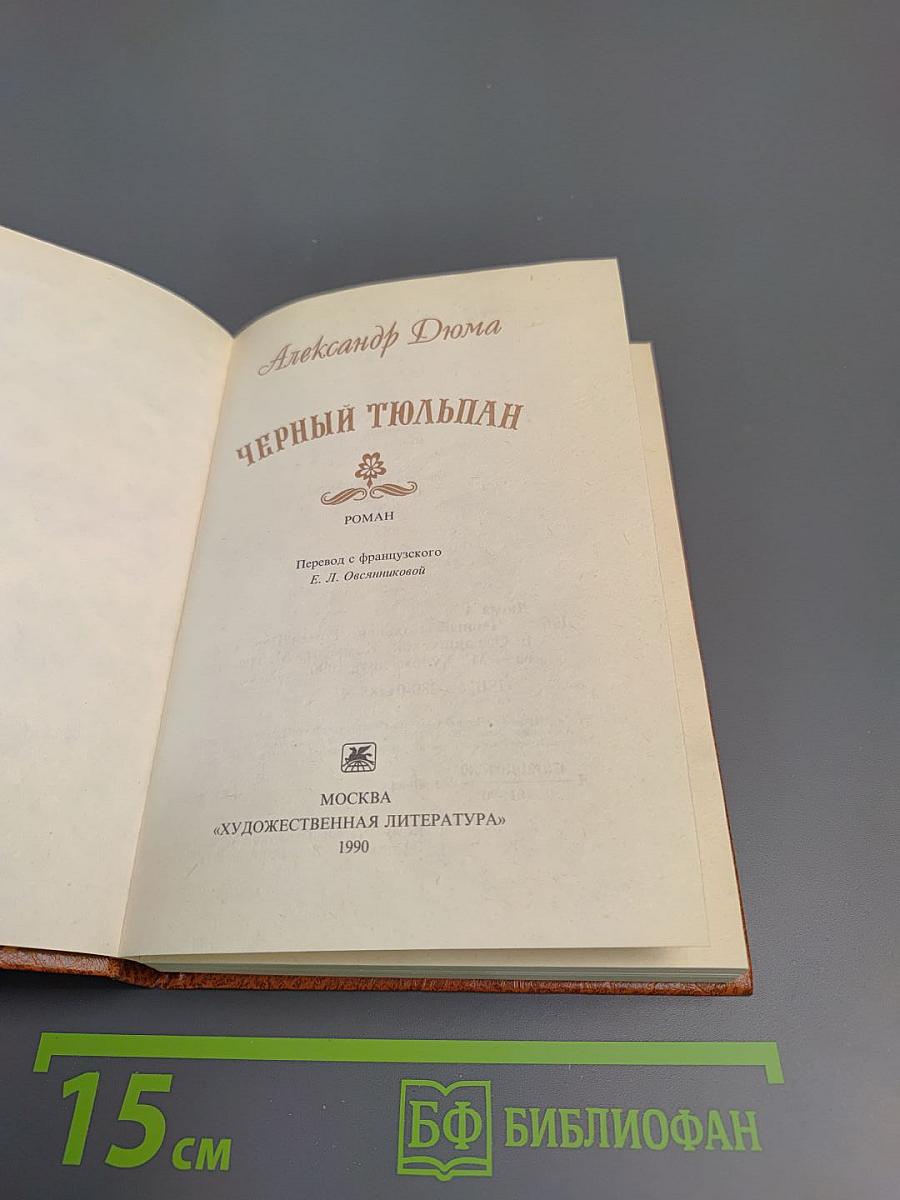 Александр Дюма
ЧЕРНЫЙ ТЮЛЬПАН
РОМАН
Перевод с французского
Е. Л. Овсянниковой
МОСКВА
«ХУДОЖЕСТВЕННАЯ ЛИТЕРАТУРА»
1990
15 см
БФ БИБЛИОФАН